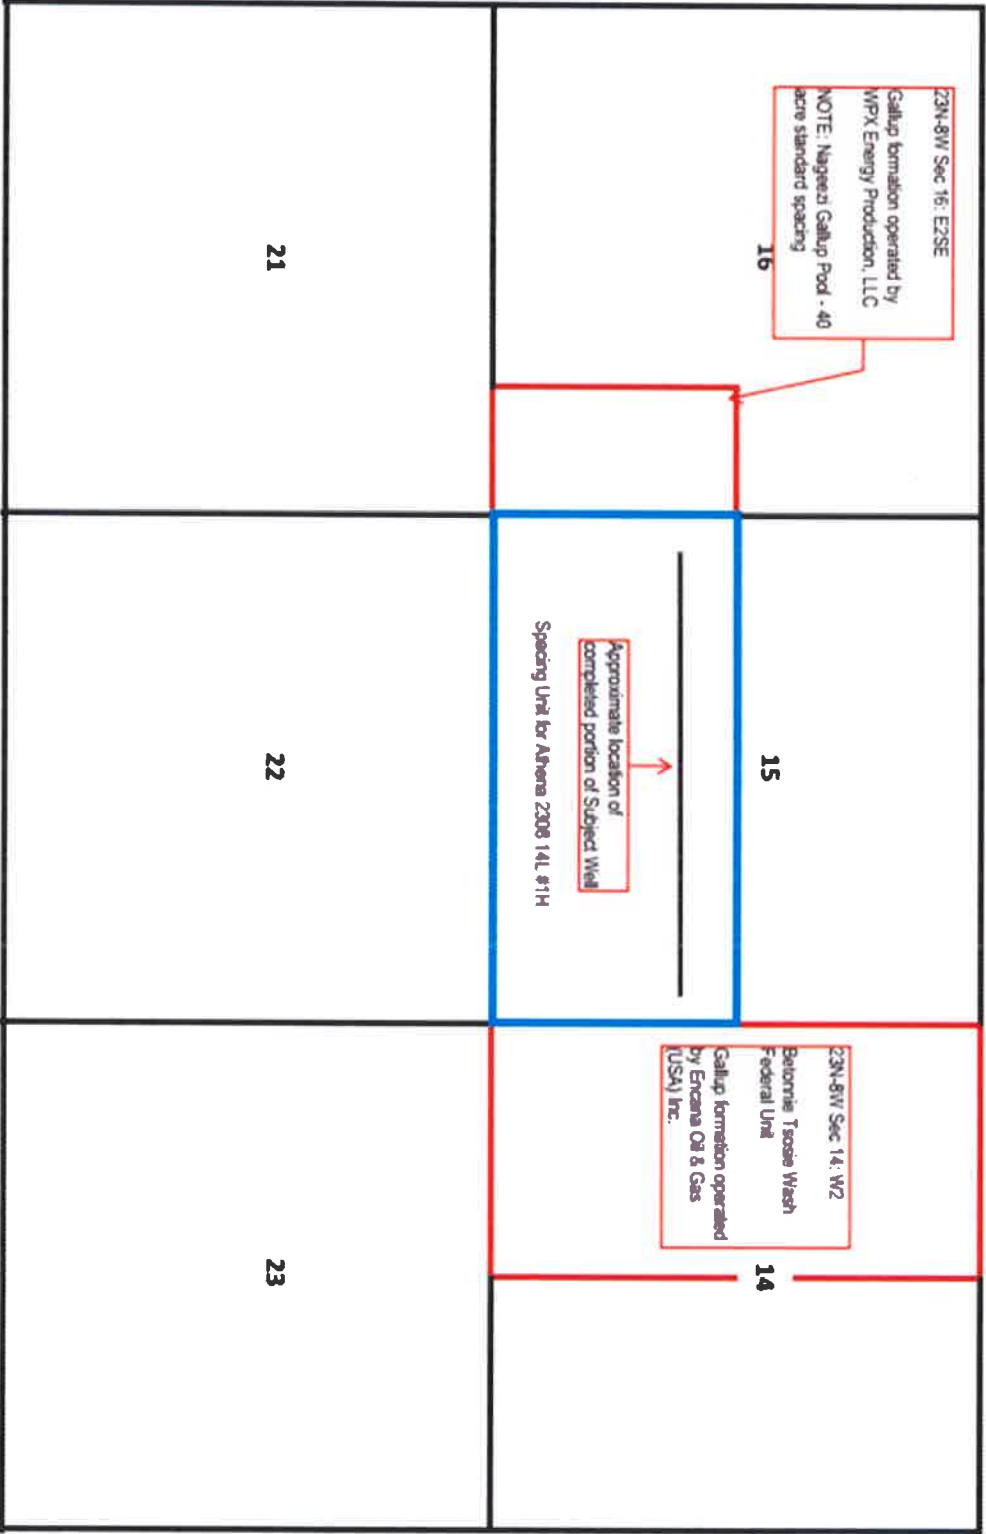 23N-8W Sec 16: E2SE
Gallup formation operated by
WPX Energy Production, LLC
NOTE: Nageezi Gallup Pool - 40
acre standard spacing
16
15
14
23N-8W Sec 14: W2
Betonnie Tsosie Wash
Federal Unit
Gallup formation operated
by Encana Oil & Gas
(USA) Inc.
Approximate location of
completed portion of Subject Well
Spacing Unit for Athena 2308 14L #1H
21
22
23